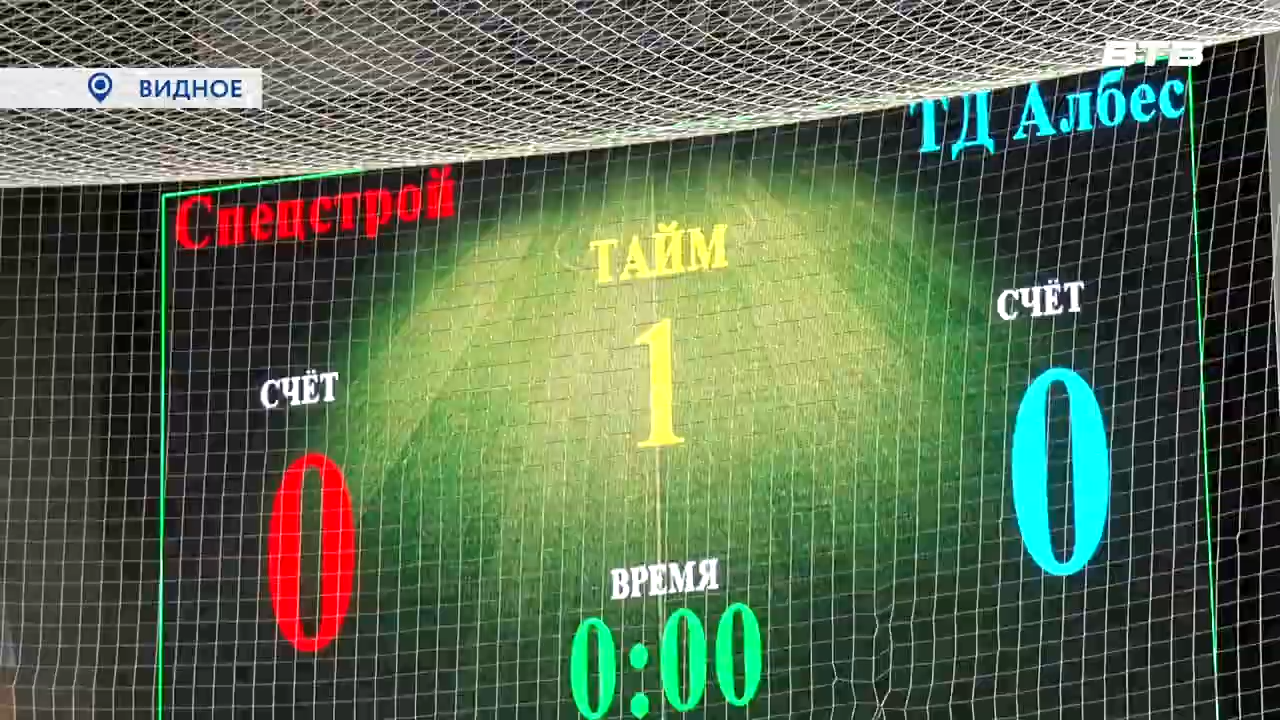 ВТВ
ВИДНОЕ
ТД Албес
Спецстрой
ТАЙМ
1
СЧЁТ
0
СЧЁТ
0
ВРЕМЯ
0:00